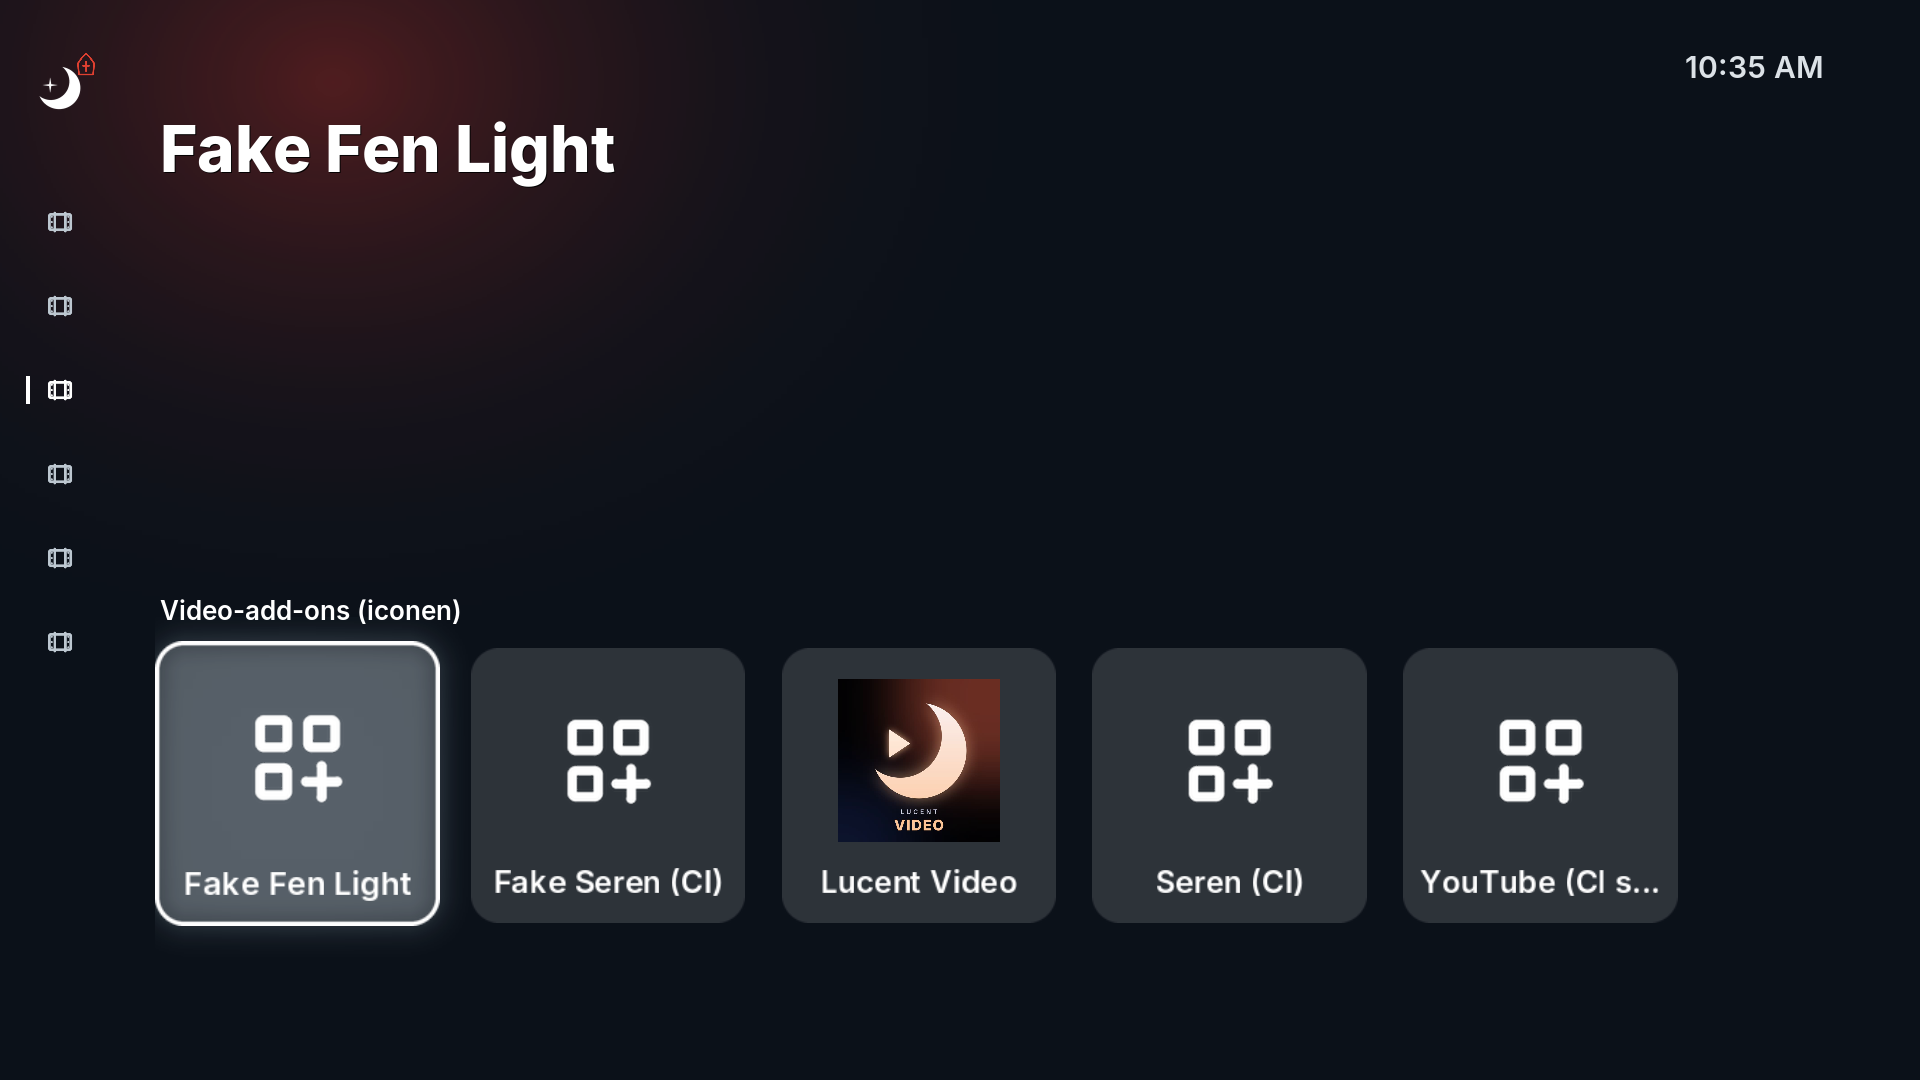 10:35 AM
Fake Fen Light
Video-add-ons (iconen)
LUCENT
VIDEO
Fake Fen Light
Fake Seren (CI)
Lucent Video
Seren (CI)
YouTube (CI s...